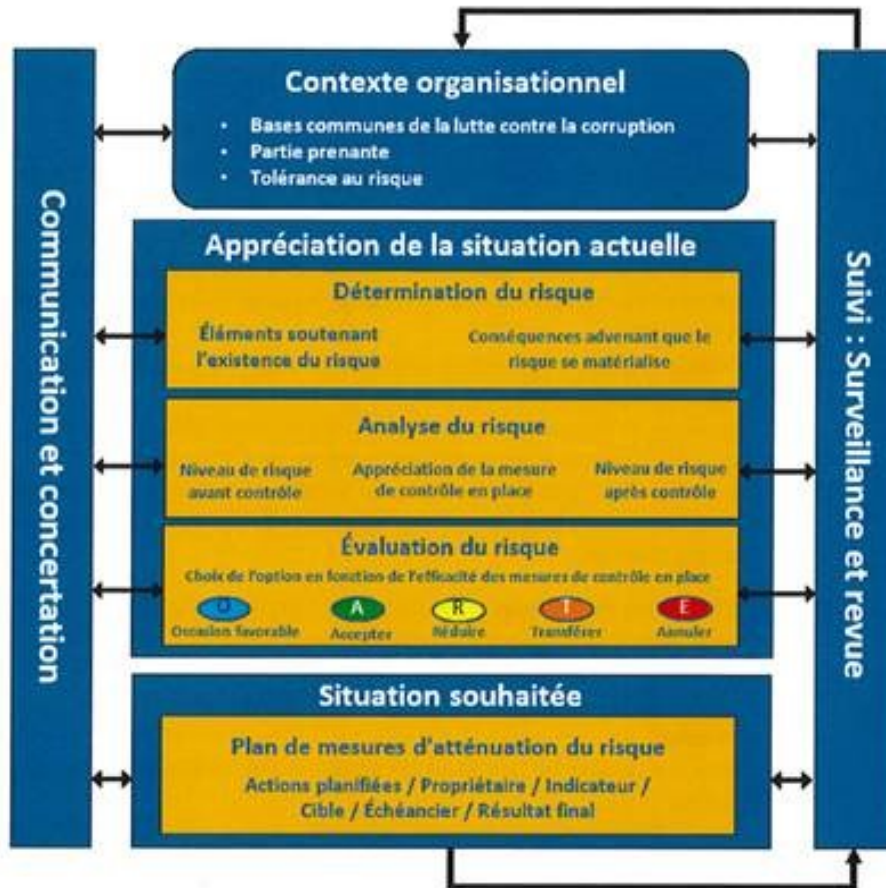 Contexte organisationnel
• Bases communes de la lutte contre la corruption
• Partie prenante
• Tolérance au risque
Communication et concertation
Suivi : Surveillance et revue
Appréciation de la situation actuelle
Détermination du risque
Éléments soutenant
l'existence du risque
Conséquences advenant que le
risque se matérialise
Analyse du risque
Niveau de risque
avant contrôle
Appréciation de la mesure
de contrôle en place
Niveau de risque
après contrôle
Évaluation du risque
Choix de l'option en fonction de l'efficacité des mesures de contrôle en place
O
A
R
T
E
Occasion favorable
Accepter
Réduire
Transférer
Annuler
Situation souhaitée
Plan de mesures d'atténuation du risque
Actions planifiées / Propriétaire / Indicateur /
Cible / Échéancier / Résultat final